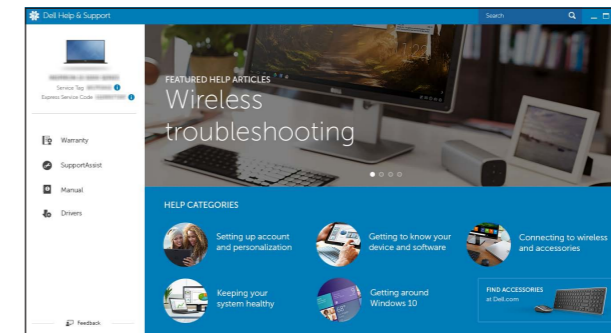 Dell Help & Support
Search
Service Tag:
Express Service Code:
Warranty
SupportAssist
Manual
Drivers
Feedback
FEATURED HELP ARTICLES
Wireless
troubleshooting
HELP CATEGORIES
Setting up account
and personalization
Getting to know your
device and software
Connecting to wireless
and accessories
Keeping your
system healthy
Getting around
Windows 10
FIND ACCESSORIES
at Dell.com